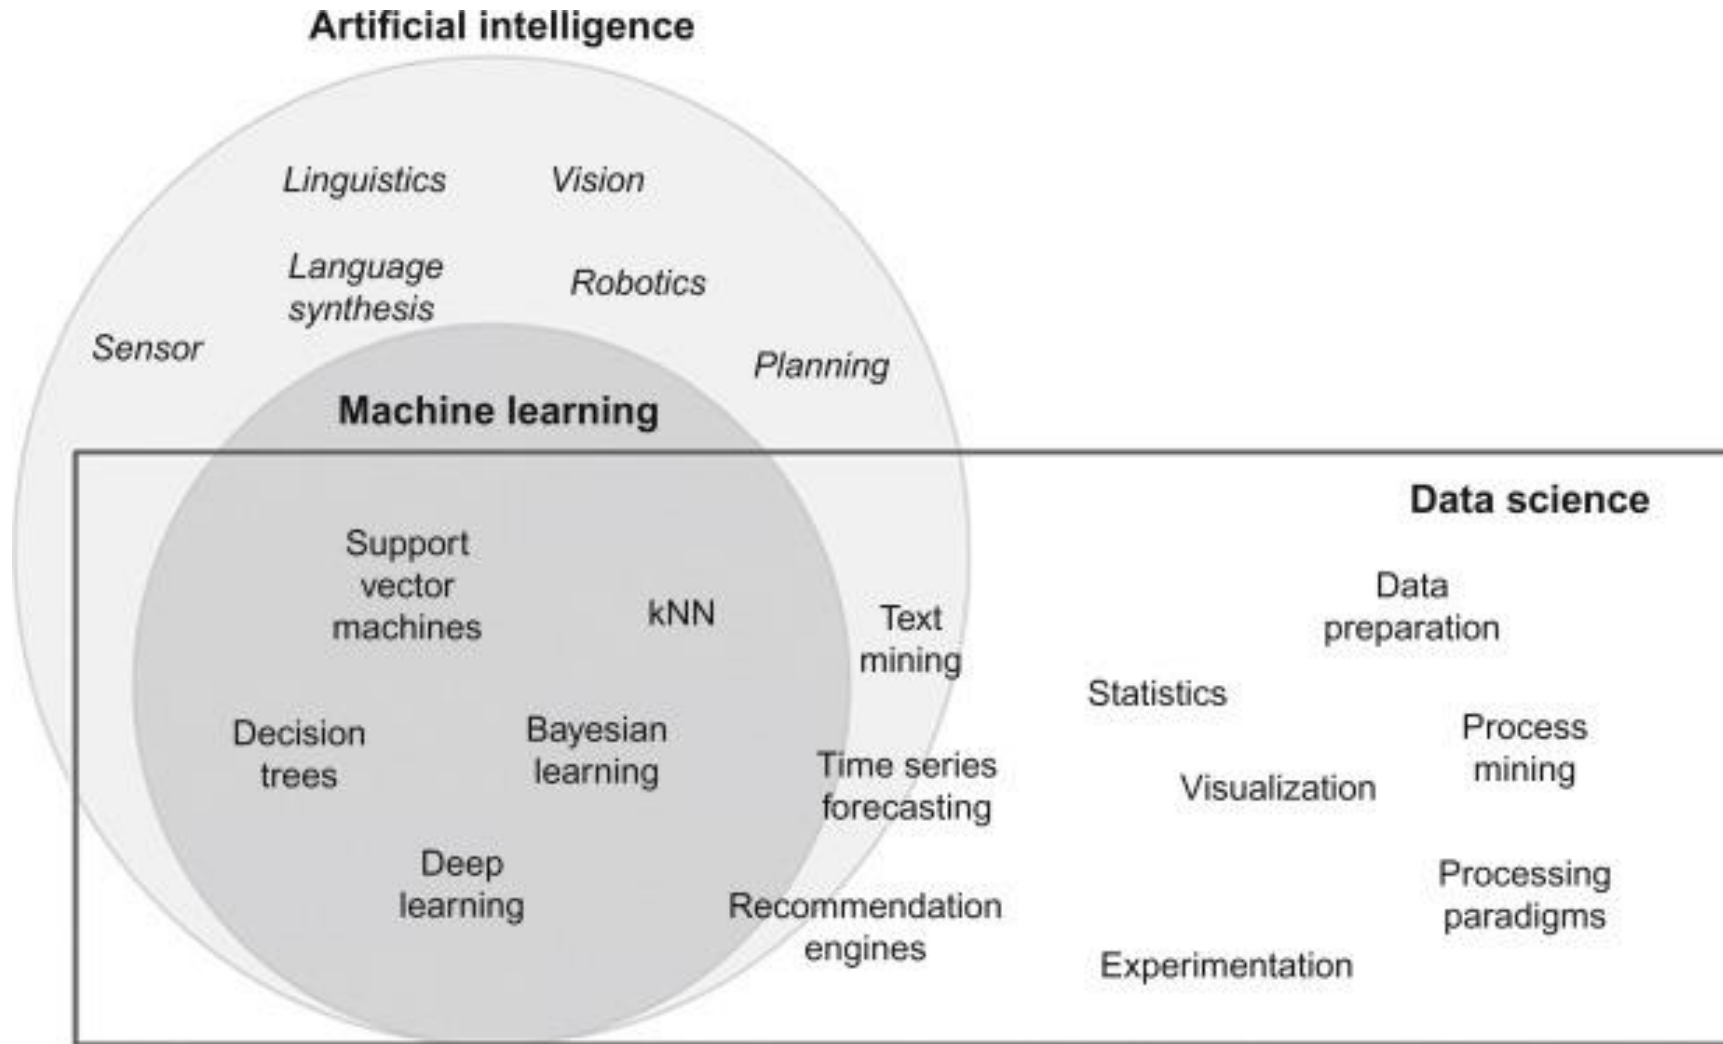 Artificial intelligence
Linguistics
Vision
Language
synthesis
Robotics
Sensor
Planning
Machine learning
Data science
Support
vector
machines
kNN
Text
mining
Data
preparation
Statistics
Decision
trees
Bayesian
learning
Time series
forecasting
Visualization
Process
mining
Deep
learning
Recommendation
engines
Processing
paradigms
Experimentation